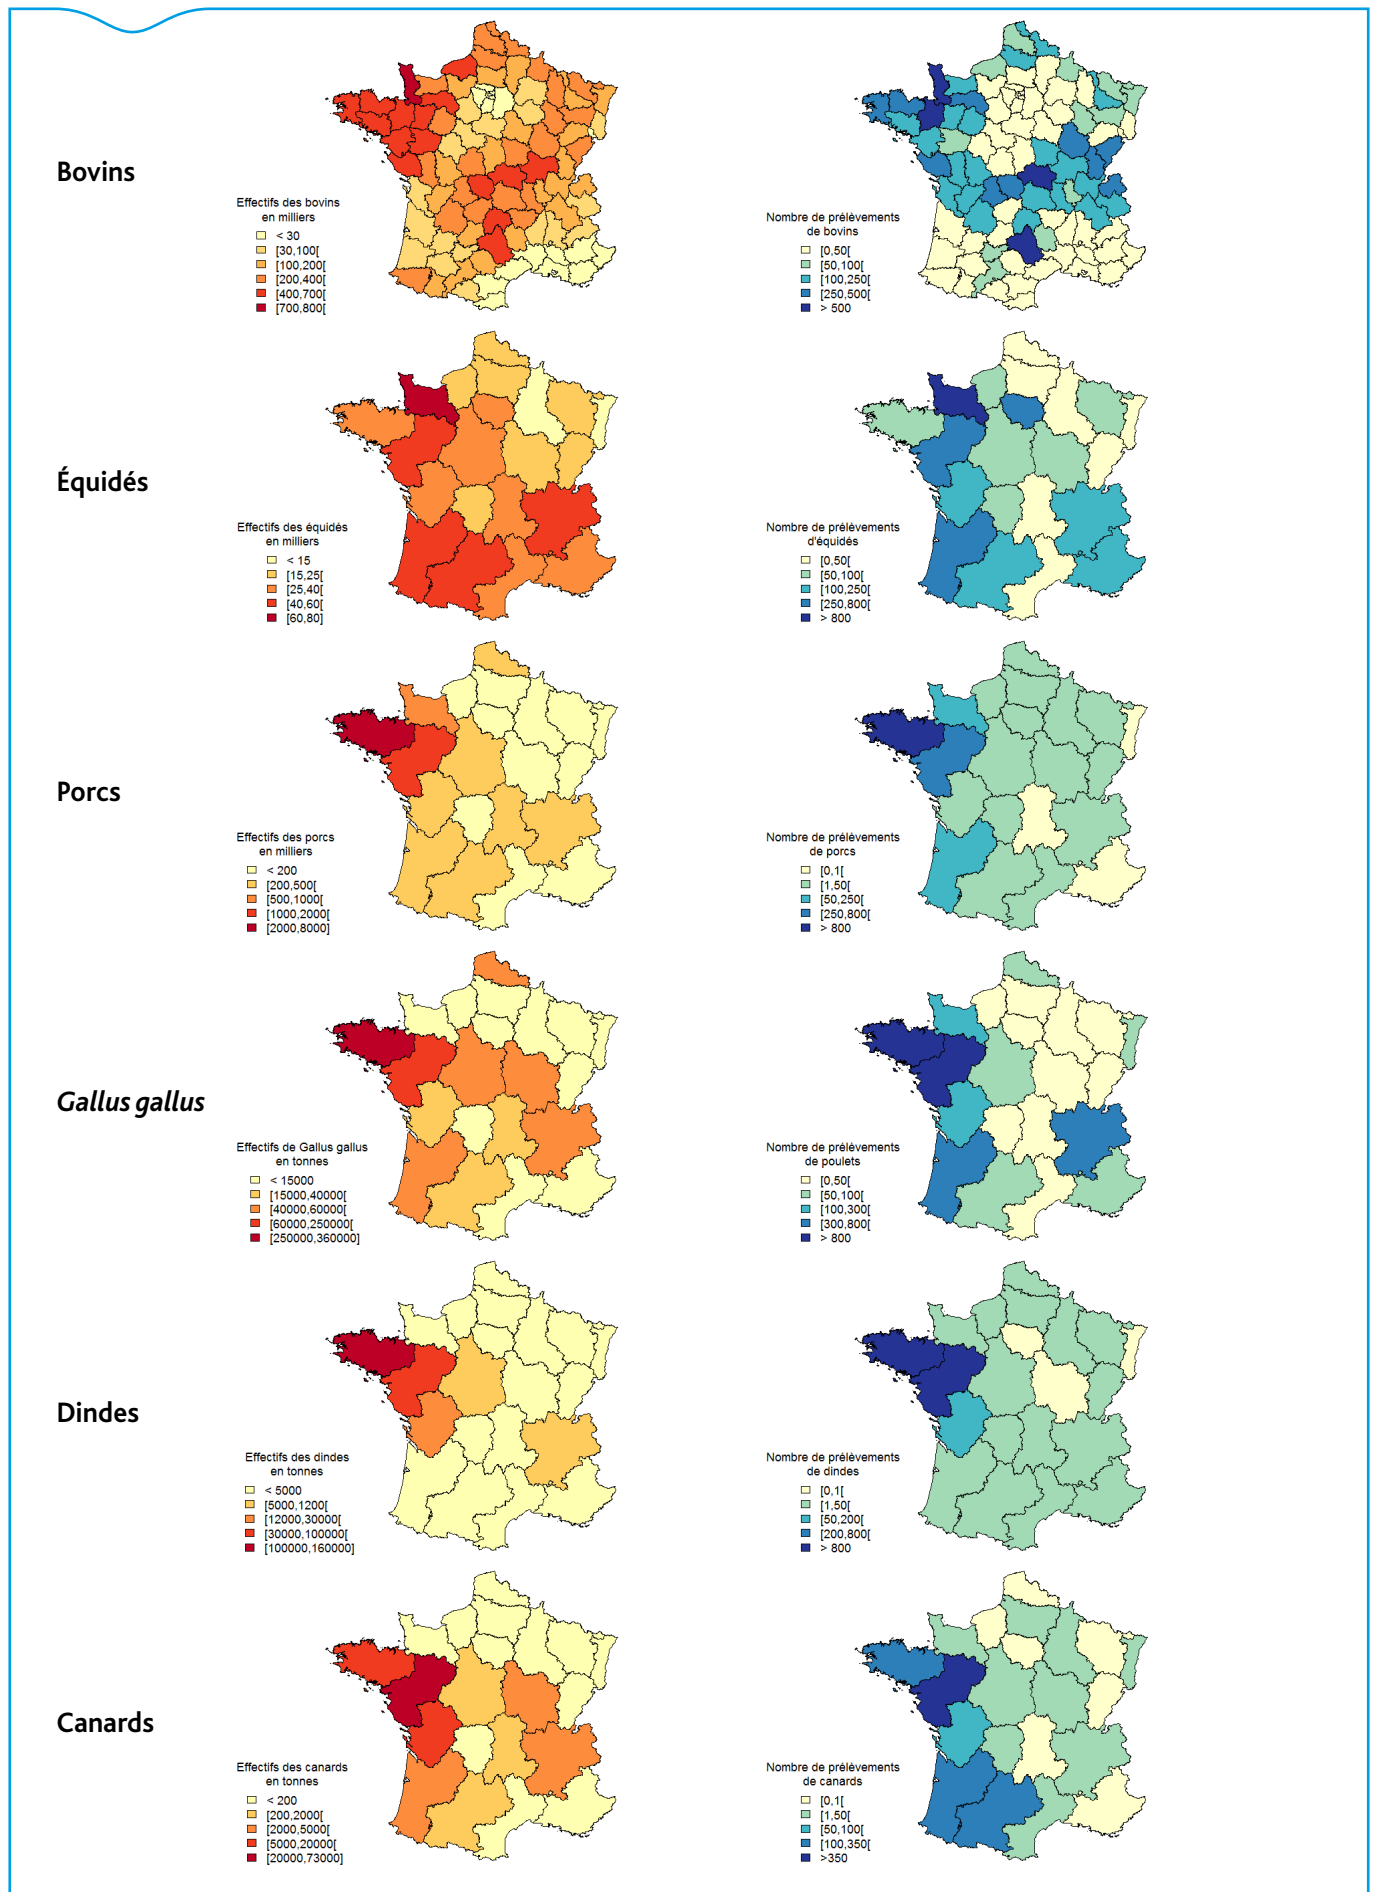 Bovins
Effectifs des bovins
en milliers
< 30
[30,100[
[100,200[
[200,400[
[400,700[
[700,800[
Nombre de prélèvements
de bovins
[0,50[
[50,100[
[100,250[
[250,500[
> 500
Équidés
Effectifs des équidés
en milliers
< 15
[15,25[
[25,40[
[40,60[
[60,80]
Nombre de prélèvements
d'équidés
[0,50[
[50,100[
[100,250[
[250,800[
> 800
Porcs
Effectifs des porcs
en milliers
< 200
[200,500[
[500,1000[
[1000,2000[
[2000,8000]
Nombre de prélèvements
de porcs
[0,1[
[1,50[
[50,250[
[250,800[
> 800
Gallus gallus
Effectifs de Gallus gallus
en tonnes
< 15000
[15000,40000[
[40000,60000[
[60000,250000[
[250000,360000]
Nombre de prélèvements
de poulets
[0,50[
[50,100[
[100,300[
[300,800[
> 800
Dindes
Effectifs des dindes
en tonnes
< 5000
[5000,1200[
[12000,30000[
[30000,100000[
[100000,160000]
Nombre de prélèvements
de dindes
[0,1[
[1,50[
[50,200[
[200,800[
> 800
Canards
Effectifs des canards
en tonnes
< 200
[200,2000[
[2000,5000[
[5000,20000[
[20000,73000]
Nombre de prélèvements
de canards
[0,1[
[1,50[
[50,100[
[100,350[
>350